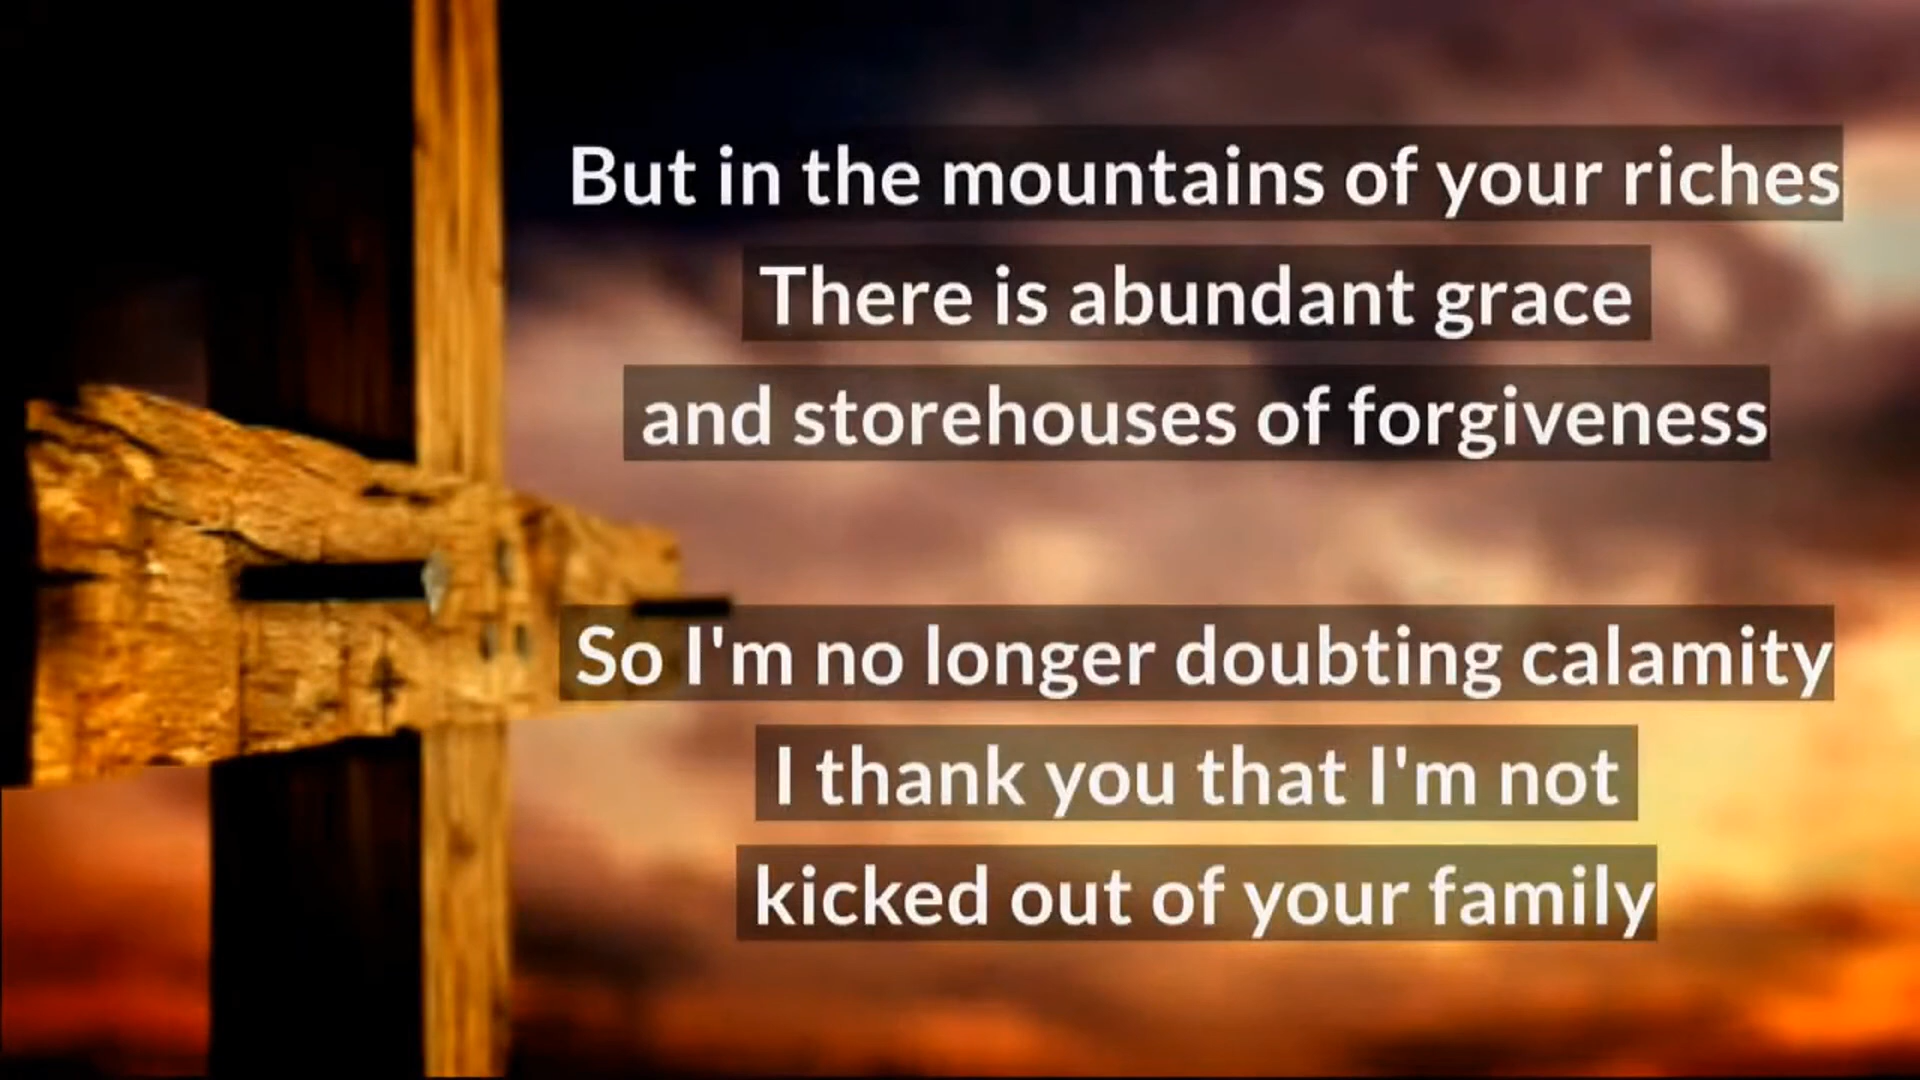 But in the mountains of your riches
There is abundant grace
and storehouses of forgiveness
So I'm no longer doubting calamity
I thank you that I'm not
kicked out of your family